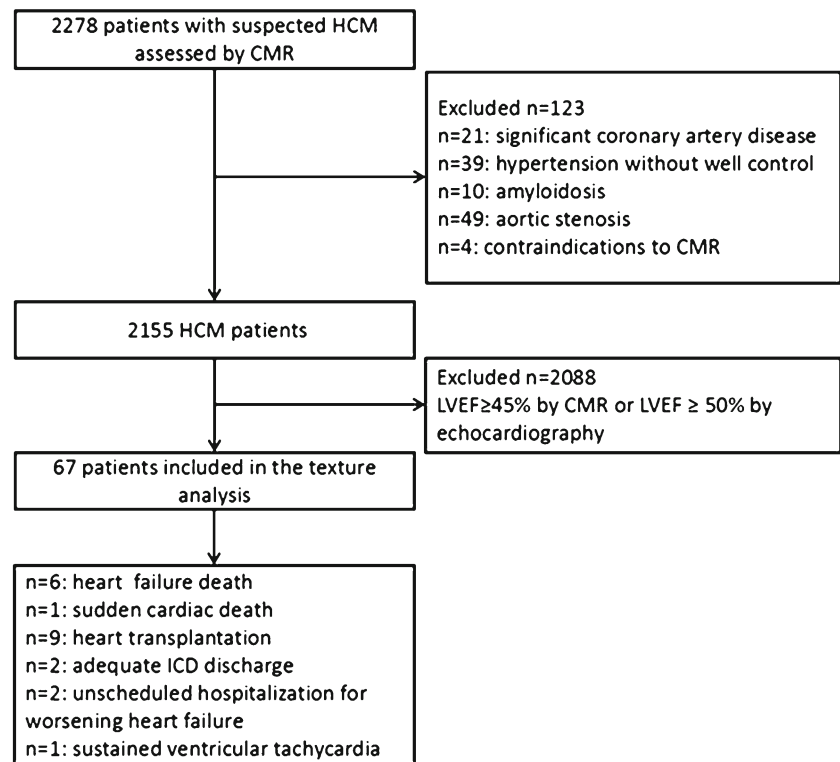 2278 patients with suspected HCM
assessed by CMR
Excluded n=123
n=21: significant coronary artery disease
n=39: hypertension without well control
n=10: amyloidosis
n=49: aortic stenosis
n=4: contraindications to CMR
2155 HCM patients
Excluded n=2088
LVEF≥45% by CMR or LVEF ≥ 50% by
echocardiography
67 patients included in the texture
analysis
n=6: heart failure death
n=1: sudden cardiac death
n=9: heart transplantation
n=2: adequate ICD discharge
n=2: unscheduled hospitalization for
worsening heart failure
n=1: sustained ventricular tachycardia